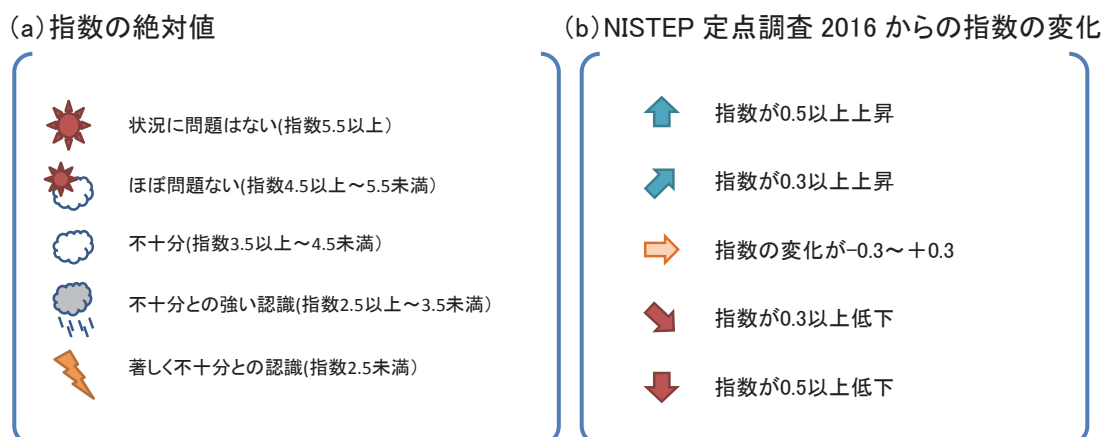 (a)指数の絶対値
状況に問題はない(指数5.5以上)
ほぼ問題ない(指数4.5以上～5.5未満)
不十分(指数3.5以上～4.5未満)
不十分との強い認識(指数2.5以上～3.5未満)
著しく不十分との認識(指数2.5未満)
(b)NISTEP 定点調査 2016 からの指数の変化
指数が0.5以上上昇
指数が0.3以上上昇
指数の変化が-0.3～+0.3
指数が0.3以上低下
指数が0.5以上低下